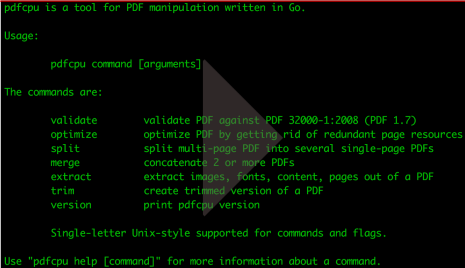 pdfcpu is a tool for PDF manipulation written in Go.
Usage:
pdfcpu command [arguments]
The commands are:
validate validate PDF against PDF 32000-1:2008 (PDF 1.7)
optimize optimize PDF by getting rid of redundant page resources
split split multi-page PDF into several single-page PDFs
merge concatenate 2 or more PDFs
extract extract images, fonts, content, pages out of a PDF
trim create trimmed version of a PDF
version print pdfcpu version
Single-letter Unix-style supported for commands and flags.
Use "pdfcpu help [command]" for more information about a command.